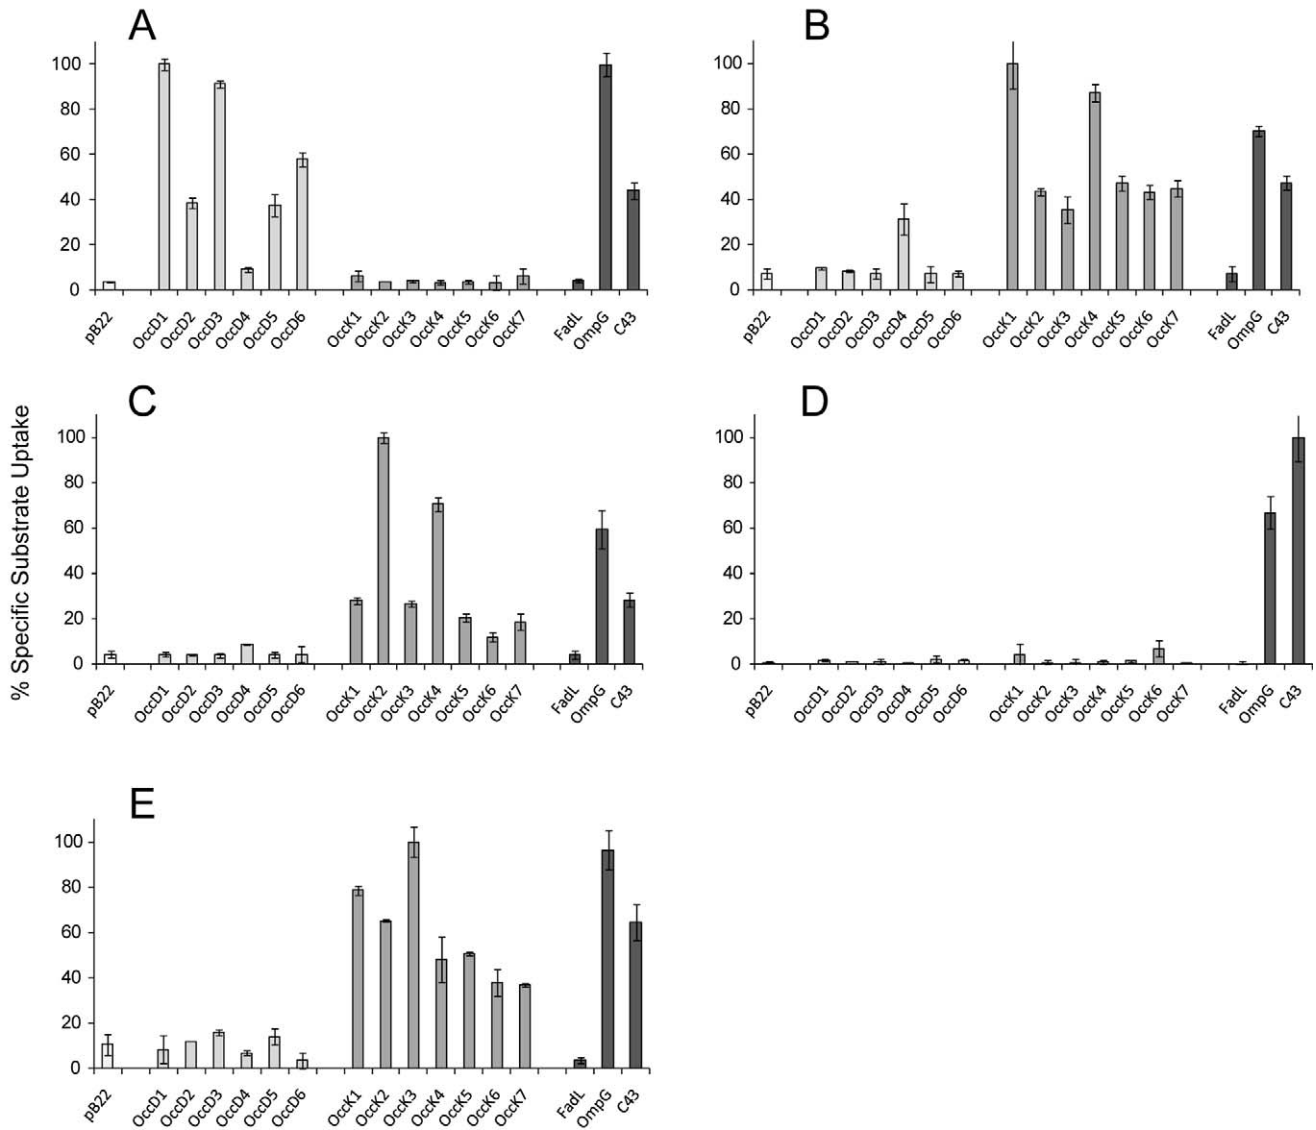 A
100
80
60
40
20
0
pB22 OccD1 OccD2 OccD3 OccD4 OccD5 OccD6 OccK1 OccK2 OccK3 OccK4 OccK5 OccK6 OccK7 FadL OmpG C43
B
100
80
60
40
20
0
pB22 OccD1 OccD2 OccD3 OccD4 OccD5 OccD6 OccK1 OccK2 OccK3 OccK4 OccK5 OccK6 OccK7 FadL OmpG C43
% Specific Substrate Uptake
C
100
80
60
40
20
0
pB22 OccD1 OccD2 OccD3 OccD4 OccD5 OccD6 OccK1 OccK2 OccK3 OccK4 OccK5 OccK6 OccK7 FadL OmpG C43
D
100
80
60
40
20
0
pB22 OccD1 OccD2 OccD3 OccD4 OccD5 OccD6 OccK1 OccK2 OccK3 OccK4 OccK5 OccK6 OccK7 FadL OmpG C43
E
100
80
60
40
20
0
pB22 OccD1 OccD2 OccD3 OccD4 OccD5 OccD6 OccK1 OccK2 OccK3 OccK4 OccK5 OccK6 OccK7 FadL OmpG C43